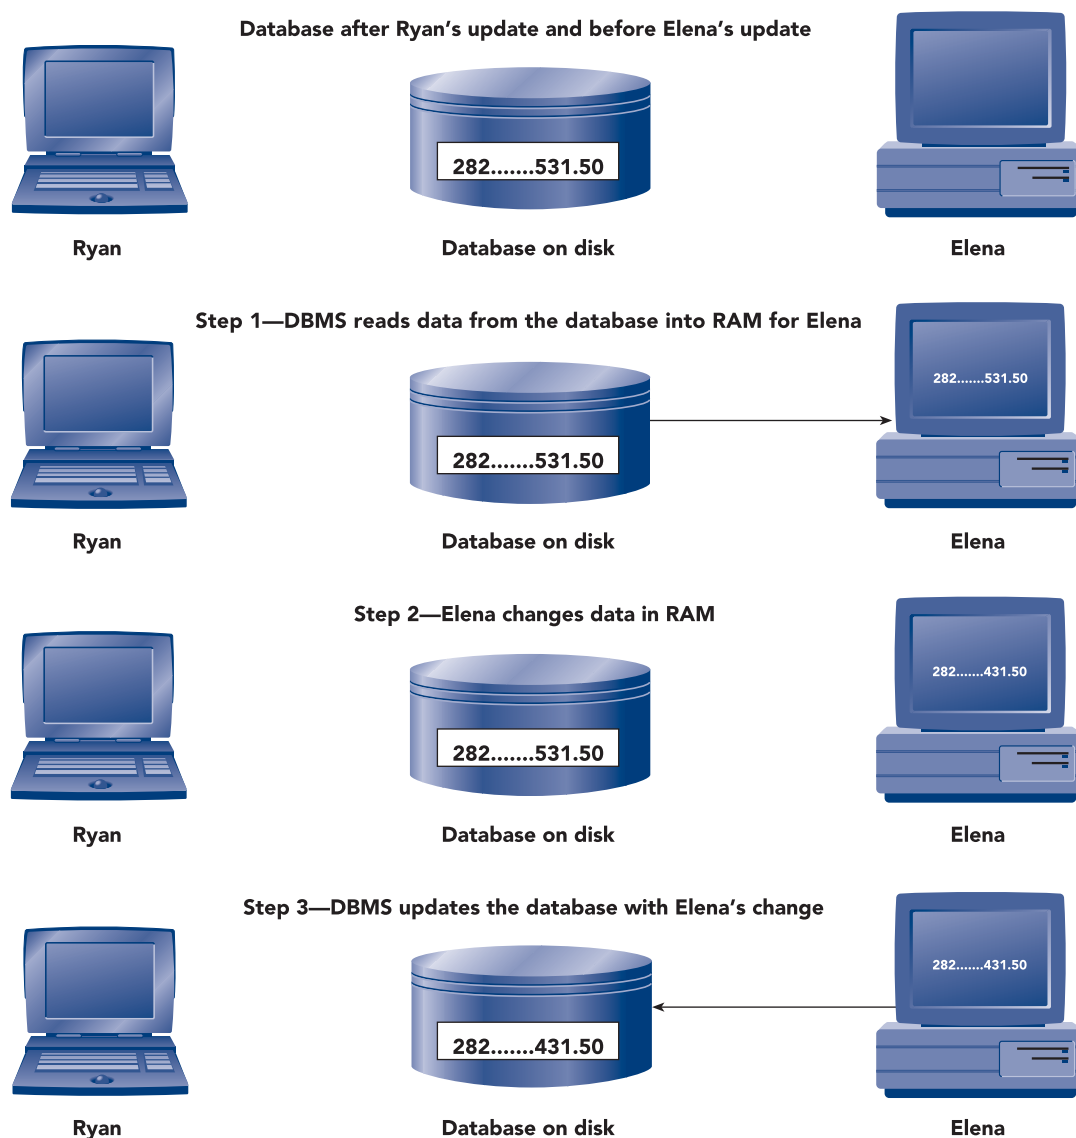 Database after Ryan’s update and before Elena’s update
282.......531.50
Ryan
Database on disk
Elena
Step 1—DBMS reads data from the database into RAM for Elena
282.......531.50
282.......531.50
Ryan
Database on disk
Elena
Step 2—Elena changes data in RAM
282.......431.50
282.......531.50
Ryan
Database on disk
Elena
Step 3—DBMS updates the database with Elena’s change
282.......431.50
282.......431.50
Ryan
Database on disk
Elena